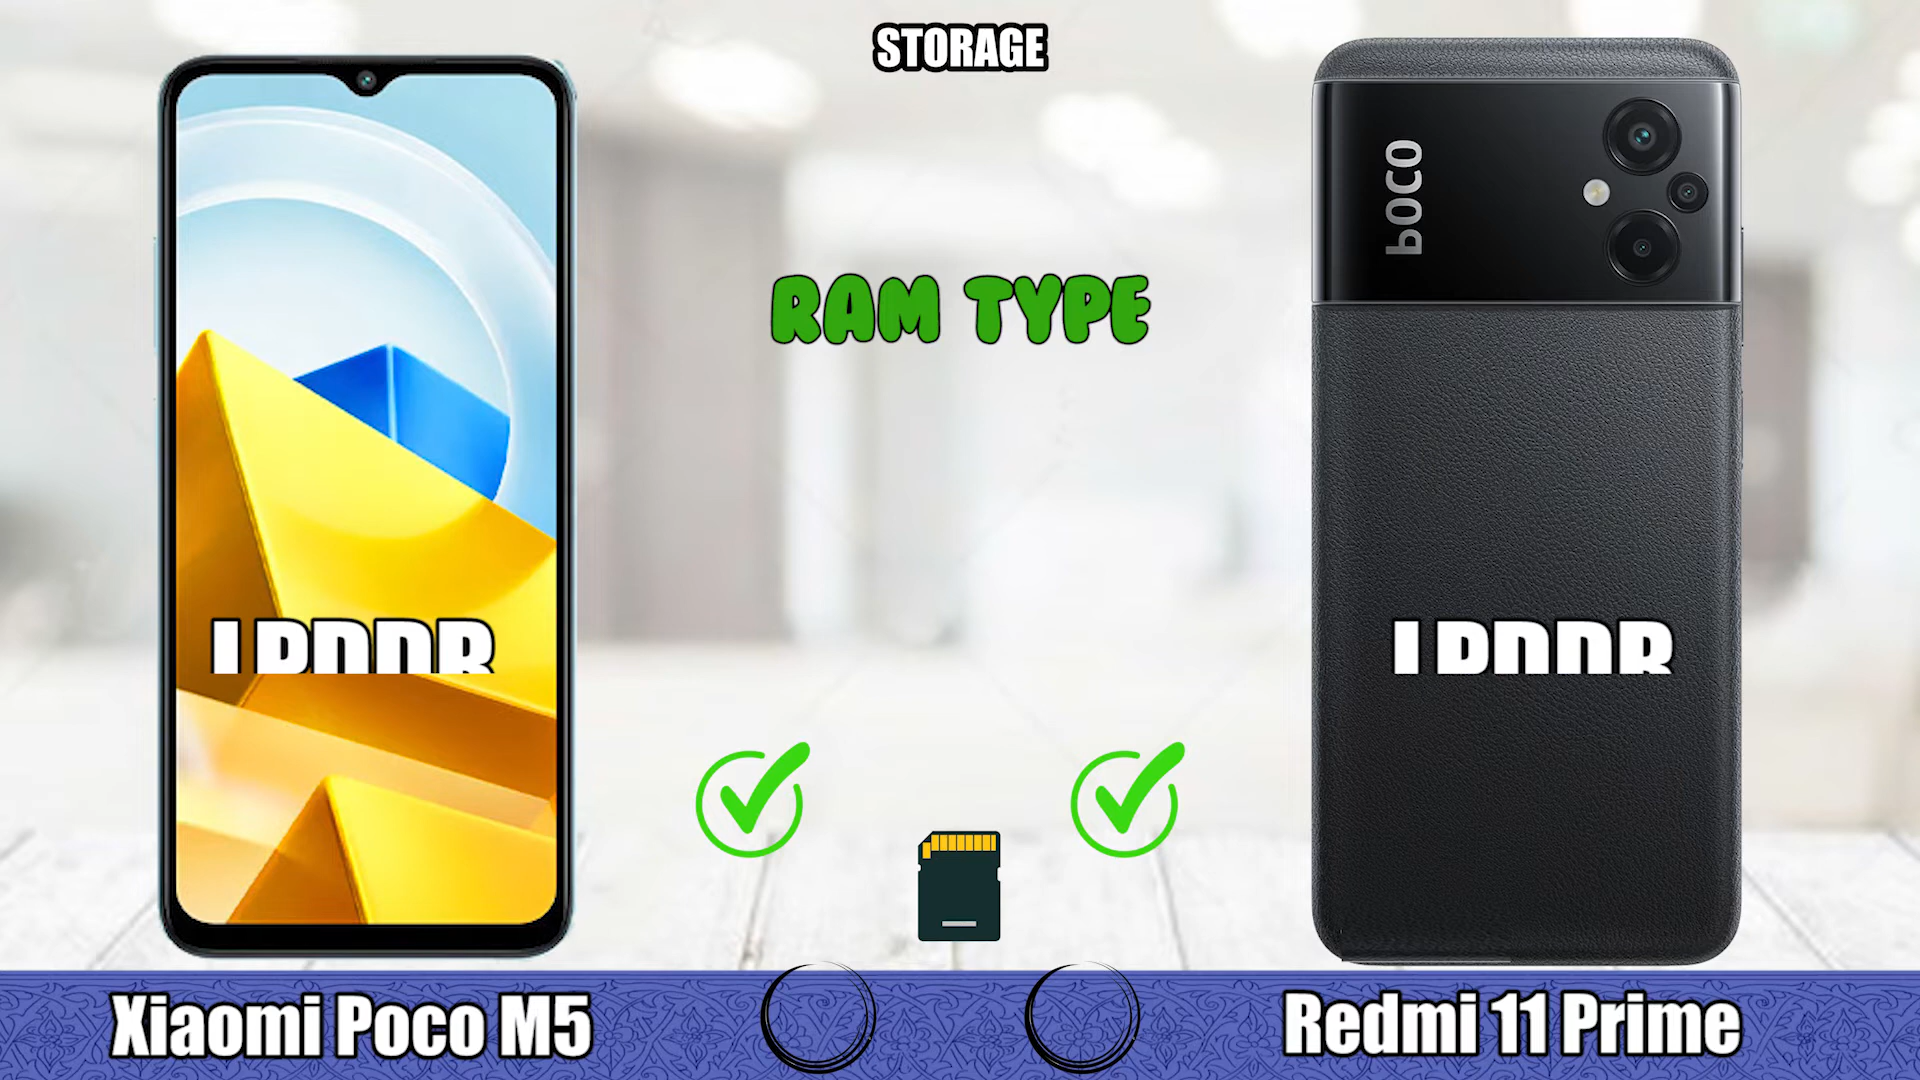 STORAGE
POCO
RAM TYPE
Xiaomi Poco M5
Redmi 11 Prime